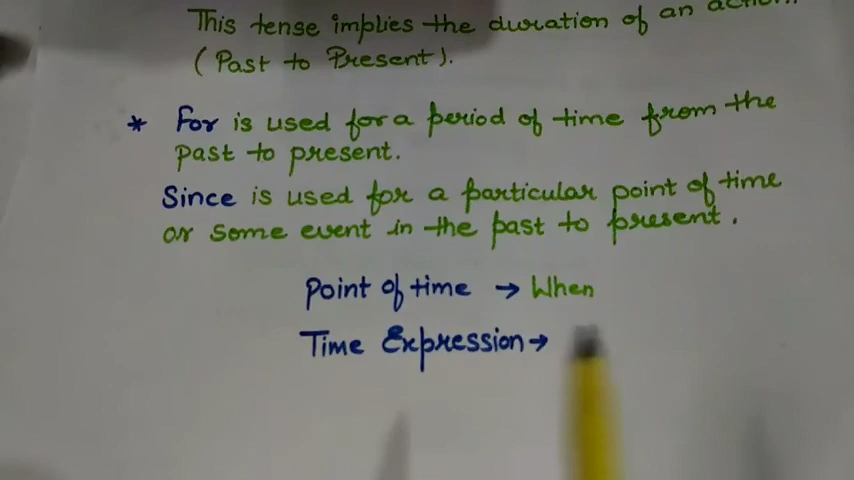 This tense implies the duration of an action.
(Past to Present).
* For is used for a period of time from the
past to present.
Since is used for a particular point of time
or some event in the past to present.
Point of time → When
Time Expression →